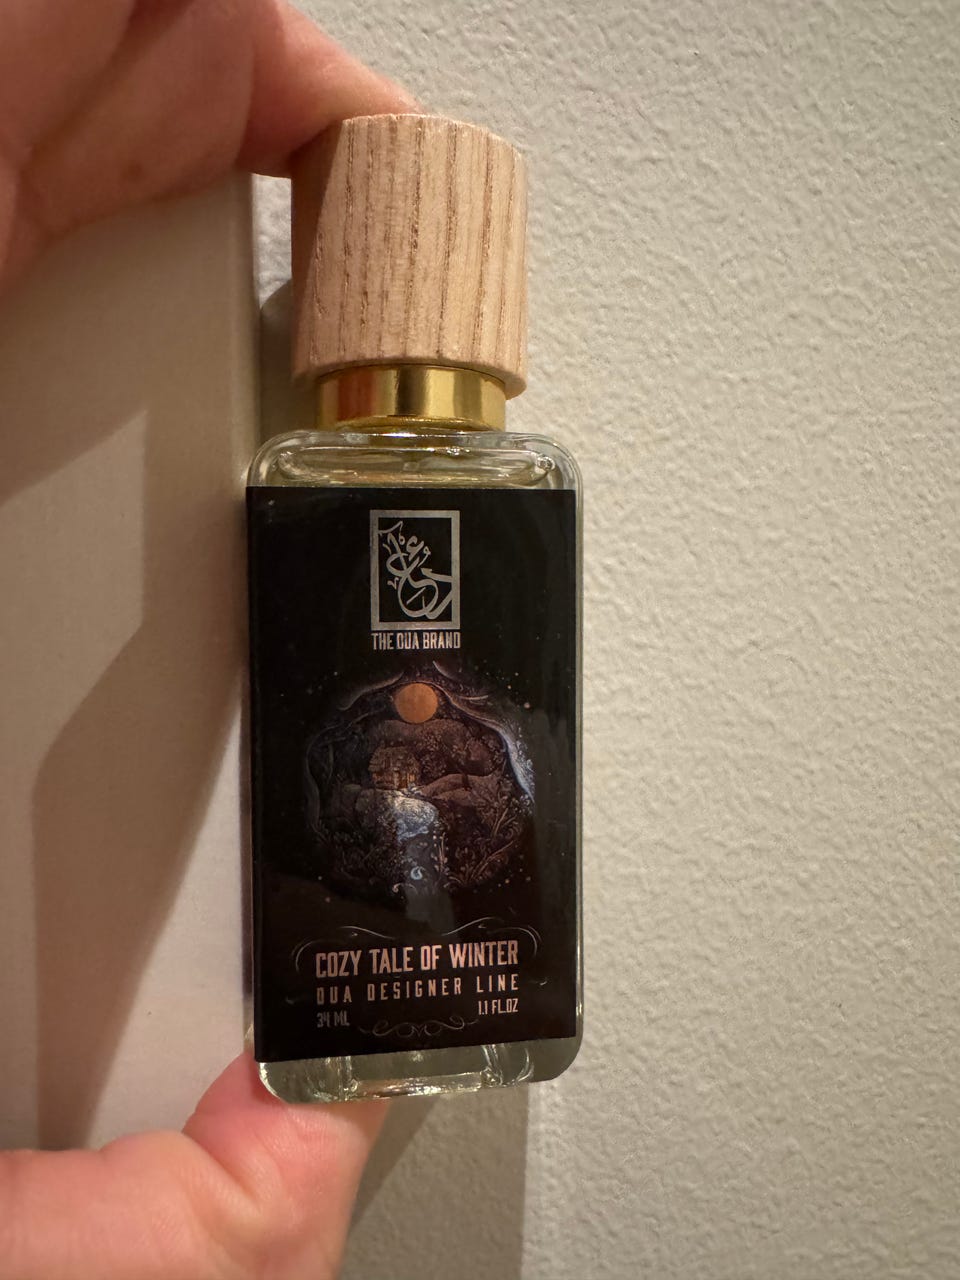 THE DUA BRAND
COZY TALE OF WINTER
DUA DESIGNER LINE
34 ML 1.1 FL.OZ